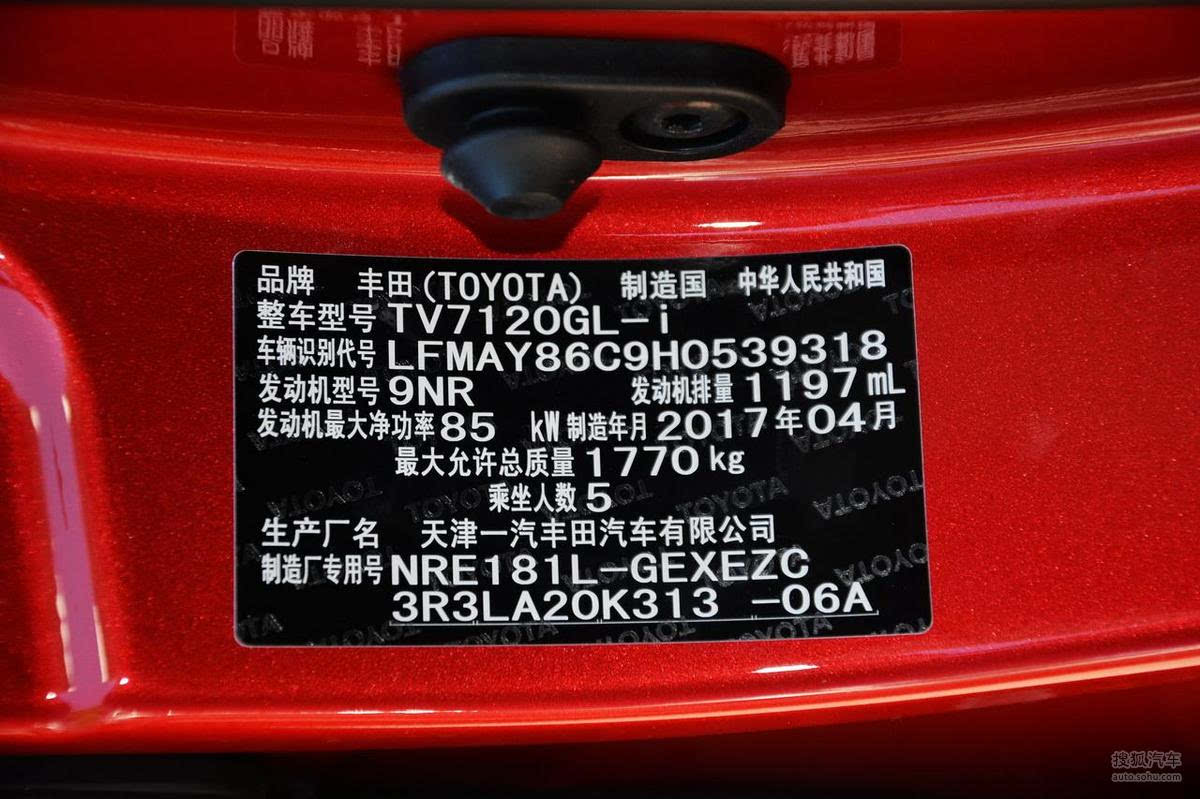 品牌 丰田(TOYOTA) 制造国 中华人民共和国
整车型号 TV7120GL-i
车辆识别代号 LFMAY86C9H0539318
发动机型号 9NR 发动机排量 1197 mL
发动机最大净功率 85 kW 制造年月 2017年04月
最大允许总质量 1770 kg
乘坐人数 5
生产厂名 天津一汽丰田汽车有限公司
制造厂专用号 NRE181L-GEXEZC
3R3LA20K313 -06A
搜狐汽车
auto.sohu.com